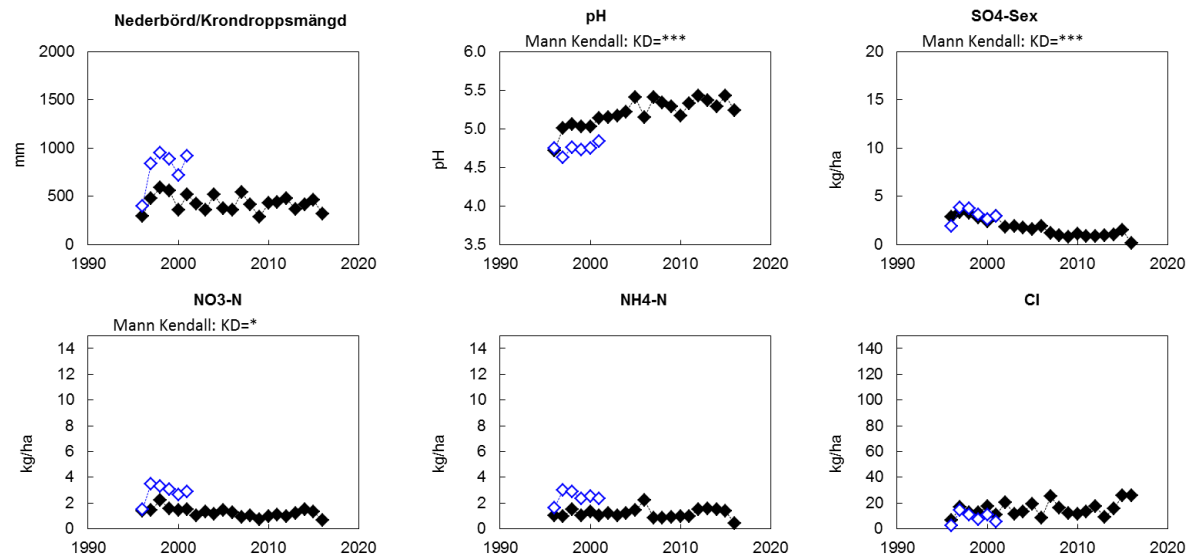 Nederbörd/Krondroppsmängd
2000
1500
1000
500
0
mm
1990 2000 2010 2020
pH
Mann Kendall: KD=***
6.0
5.5
5.0
4.5
4.0
3.5
pH
1990 2000 2010 2020
SO4-Sex
Mann Kendall: KD=***
20
15
10
5
0
kg/ha
1990 2000 2010 2020
NO3-N
Mann Kendall: KD=*
14
12
10
8
6
4
2
0
kg/ha
1990 2000 2010 2020
NH4-N
14
12
10
8
6
4
2
0
kg/ha
1990 2000 2010 2020
Cl
140
120
100
80
60
40
20
0
kg/ha
1990 2000 2010 2020